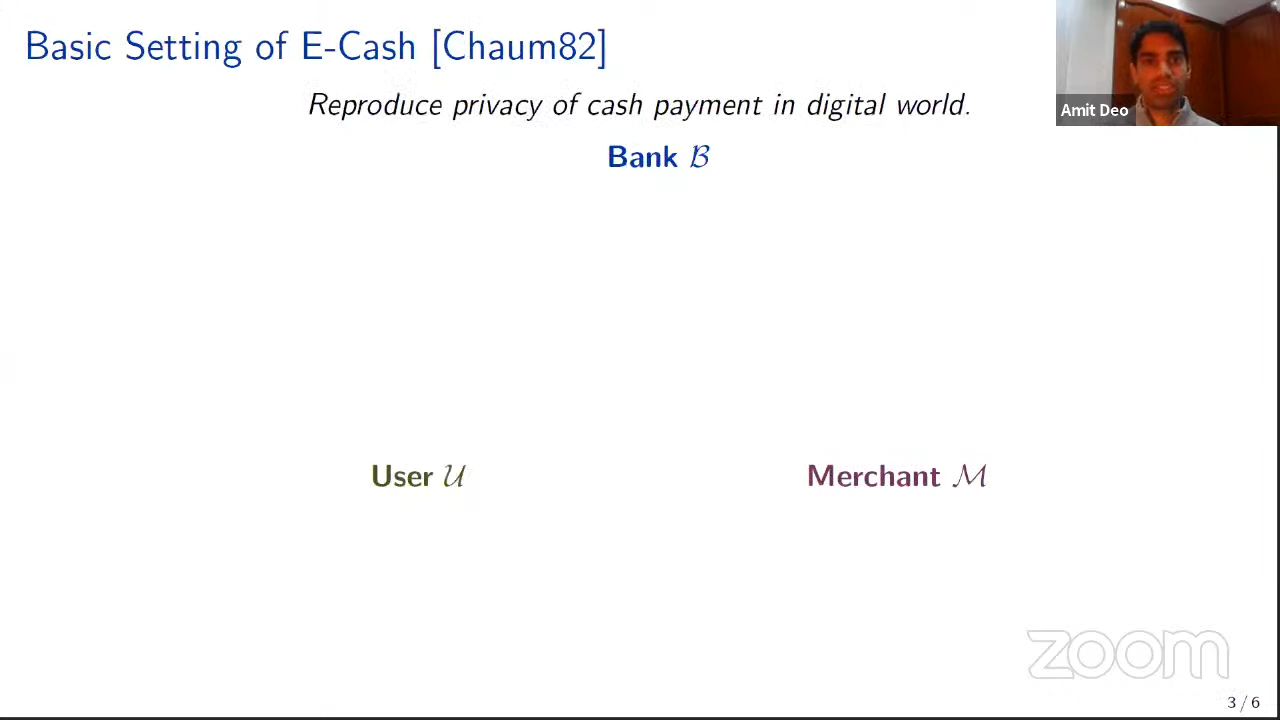 Basic Setting of E-Cash [Chaum82]
Amit Deo
Reproduce privacy of cash payment in digital world.
Bank ℬ
User 𝒰
Merchant ℳ
zoom
3 / 6